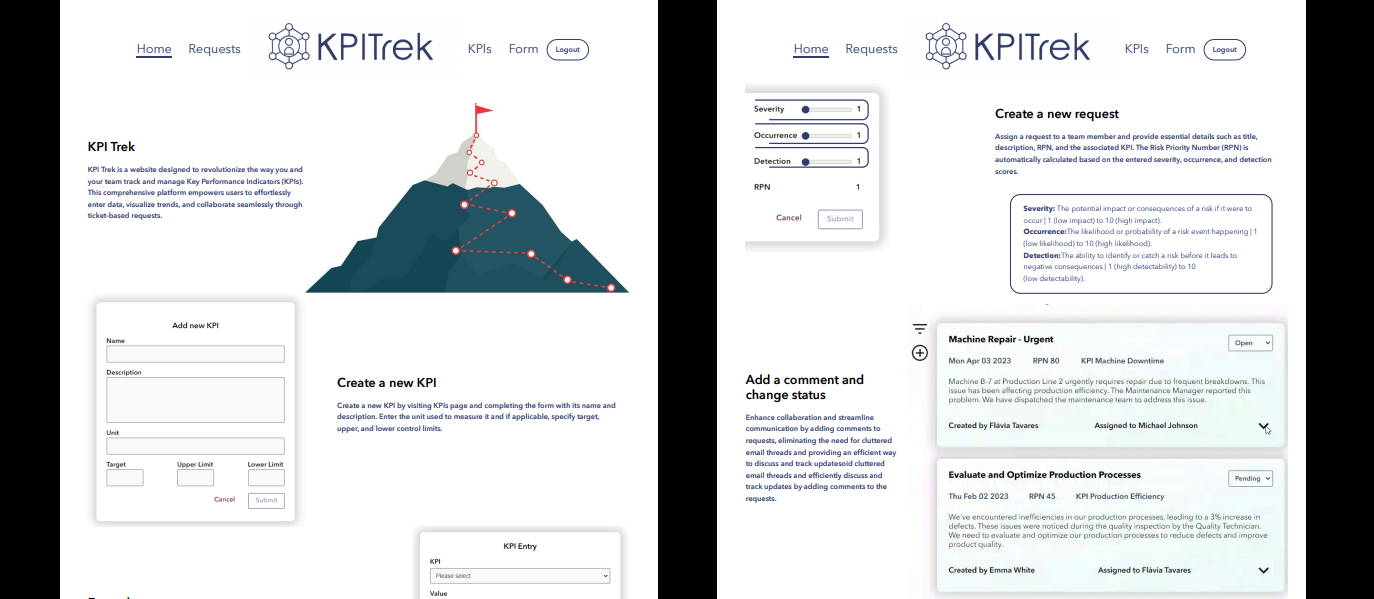 Home Requests KPITrek KPIs Form Logout
KPI Trek
KPI Trek is a website designed to revolutionize the way you and
your team track and manage Key Performance Indicators (KPIs).
This comprehensive platform empowers users to effortlessly
enter data, visualize trends, and collaborate seamlessly through
ticket-based requests.
Add new KPI
Name
Description
Unit
Target Upper Limit Lower Limit
Cancel Submit
Create a new KPI
Create a new KPI by visiting KPIs page and completing the form with its name and
description. Enter the unit used to measure it and if applicable, specify target,
upper, and lower control limits.
KPI Entry
KPI
Please select
Value
Home Requests KPITrek KPIs Form Logout
Severity 1
Occurrence 1
Detection 1
RPN 1
Cancel Submit
Create a new request
Assign a request to a team member and provide essential details such as title,
description, RPN, and the associated KPI. The Risk Priority Number (RPN) is
automatically calculated based on the entered severity, occurrence, and detection
scores.
Severity: The potential impact or consequences of a risk if it were to
occur | 1 (low impact) to 10 (high impact).
Occurrence:The likelihood or probability of a risk event happening | 1
(low likelihood) to 10 (high likelihood).
Detection:The ability to identify or catch a risk before it leads to
negative consequences | 1 (high detectability) to 10
(low detectability).
Add a comment and
change status
Enhance collaboration and streamline
communication by adding comments to
requests, eliminating the need for cluttered
email threads and providing an efficient way
to discuss and track updatesoid cluttered
email threads and efficiently discuss and
track updates by adding comments to the
requests.
Machine Repair - Urgent Open
Mon Apr 03 2023 RPN 80 KPI Machine Downtime
Machine B-7 at Production Line 2 urgently requires repair due to frequent breakdowns. This
issue has been affecting production efficiency. The Maintenance Manager reported this
problem. We have dispatched the maintenance team to address this issue.
Created by Flávia Tavares Assigned to Michael Johnson
Evaluate and Optimize Production Processes Pending
Thu Feb 02 2023 RPN 45 KPI Production Efficiency
We've encountered inefficiencies in our production processes, leading to a 3% increase in
defects. These issues were noticed during the quality inspection by the Quality Technician.
We need to evaluate and optimize our production processes to reduce defects and improve
product quality.
Created by Emma White Assigned to Flávia Tavares